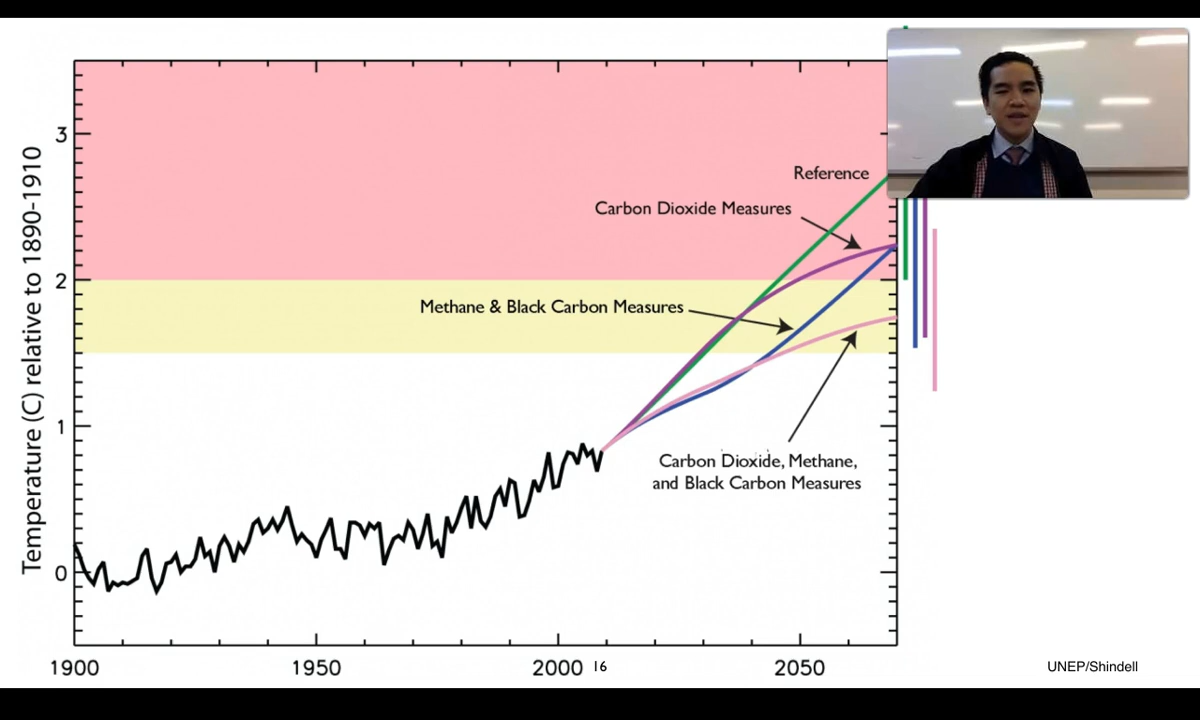 Temperature (C) relative to 1890-1910
3
2
1
0
Reference
Carbon Dioxide Measures
Methane & Black Carbon Measures
Carbon Dioxide, Methane,
and Black Carbon Measures
1900
1950
2000
16
2050
UNEP/Shindell